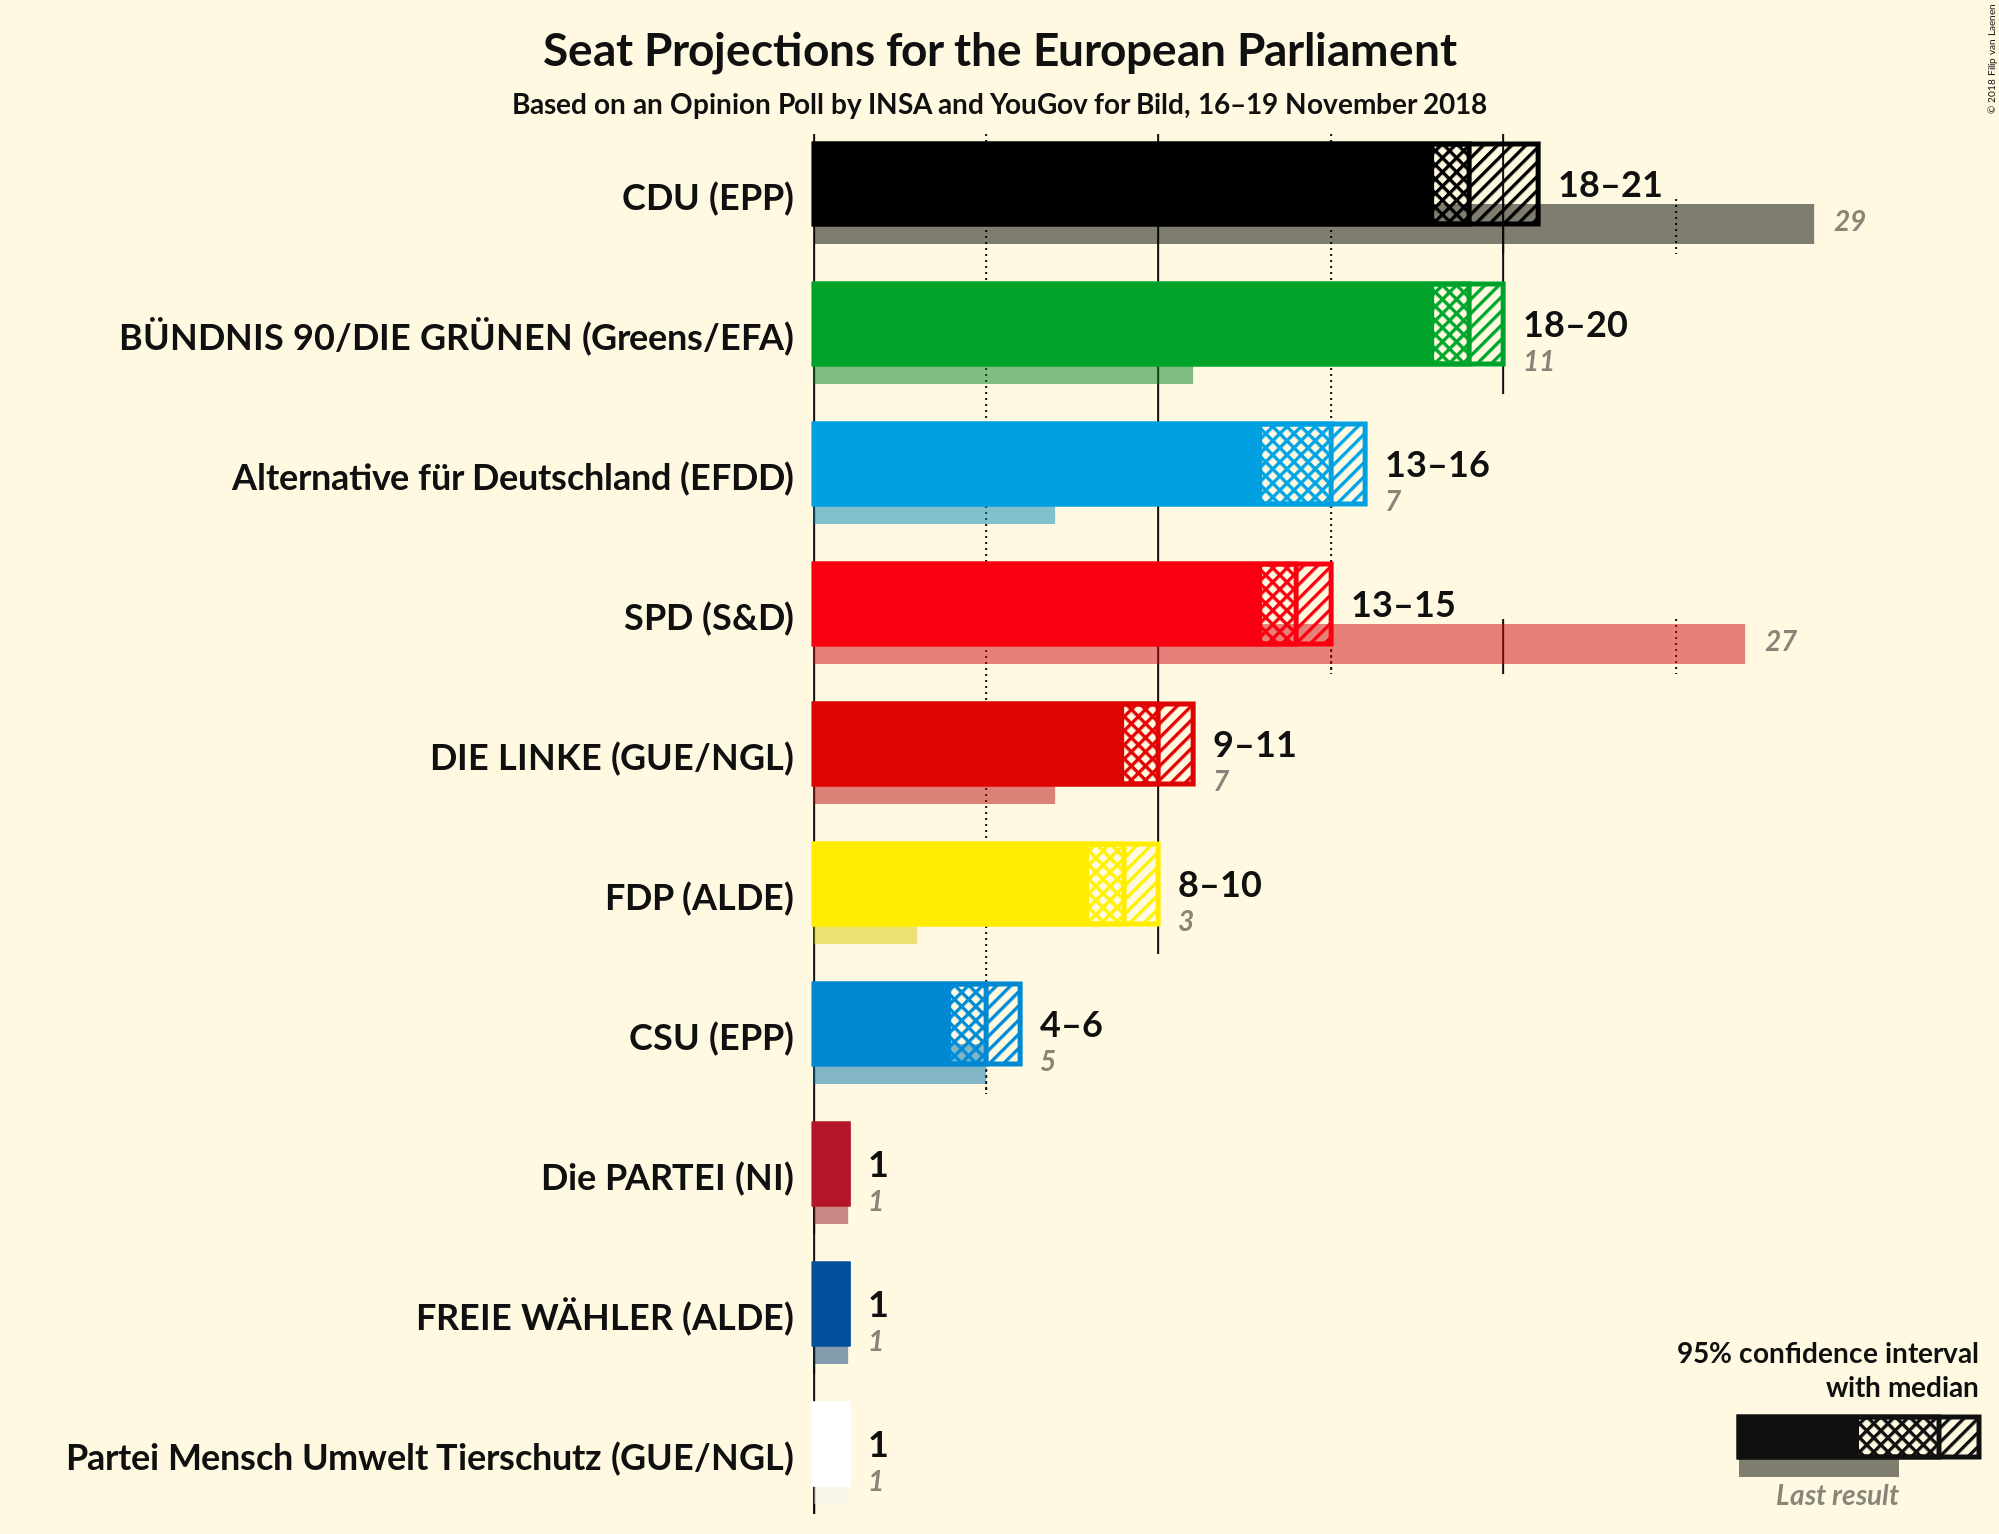 Seat Projections for the European Parliament
Based on an Opinion Poll by INSA and YouGov for Bild, 16–19 November 2018
© 2018 Filip van Laenen
CDU (EPP)
18–21
29
BÜNDNIS 90/DIE GRÜNEN (Greens/EFA)
18–20
11
Alternative für Deutschland (EFDD)
13–16
7
SPD (S&D)
13–15
27
DIE LINKE (GUE/NGL)
9–11
7
FDP (ALDE)
8–10
3
CSU (EPP)
4–6
5
Die PARTEI (NI)
1
1
FREIE WÄHLER (ALDE)
1
1
Partei Mensch Umwelt Tierschutz (GUE/NGL)
1
1
95% confidence interval
with median
Last result